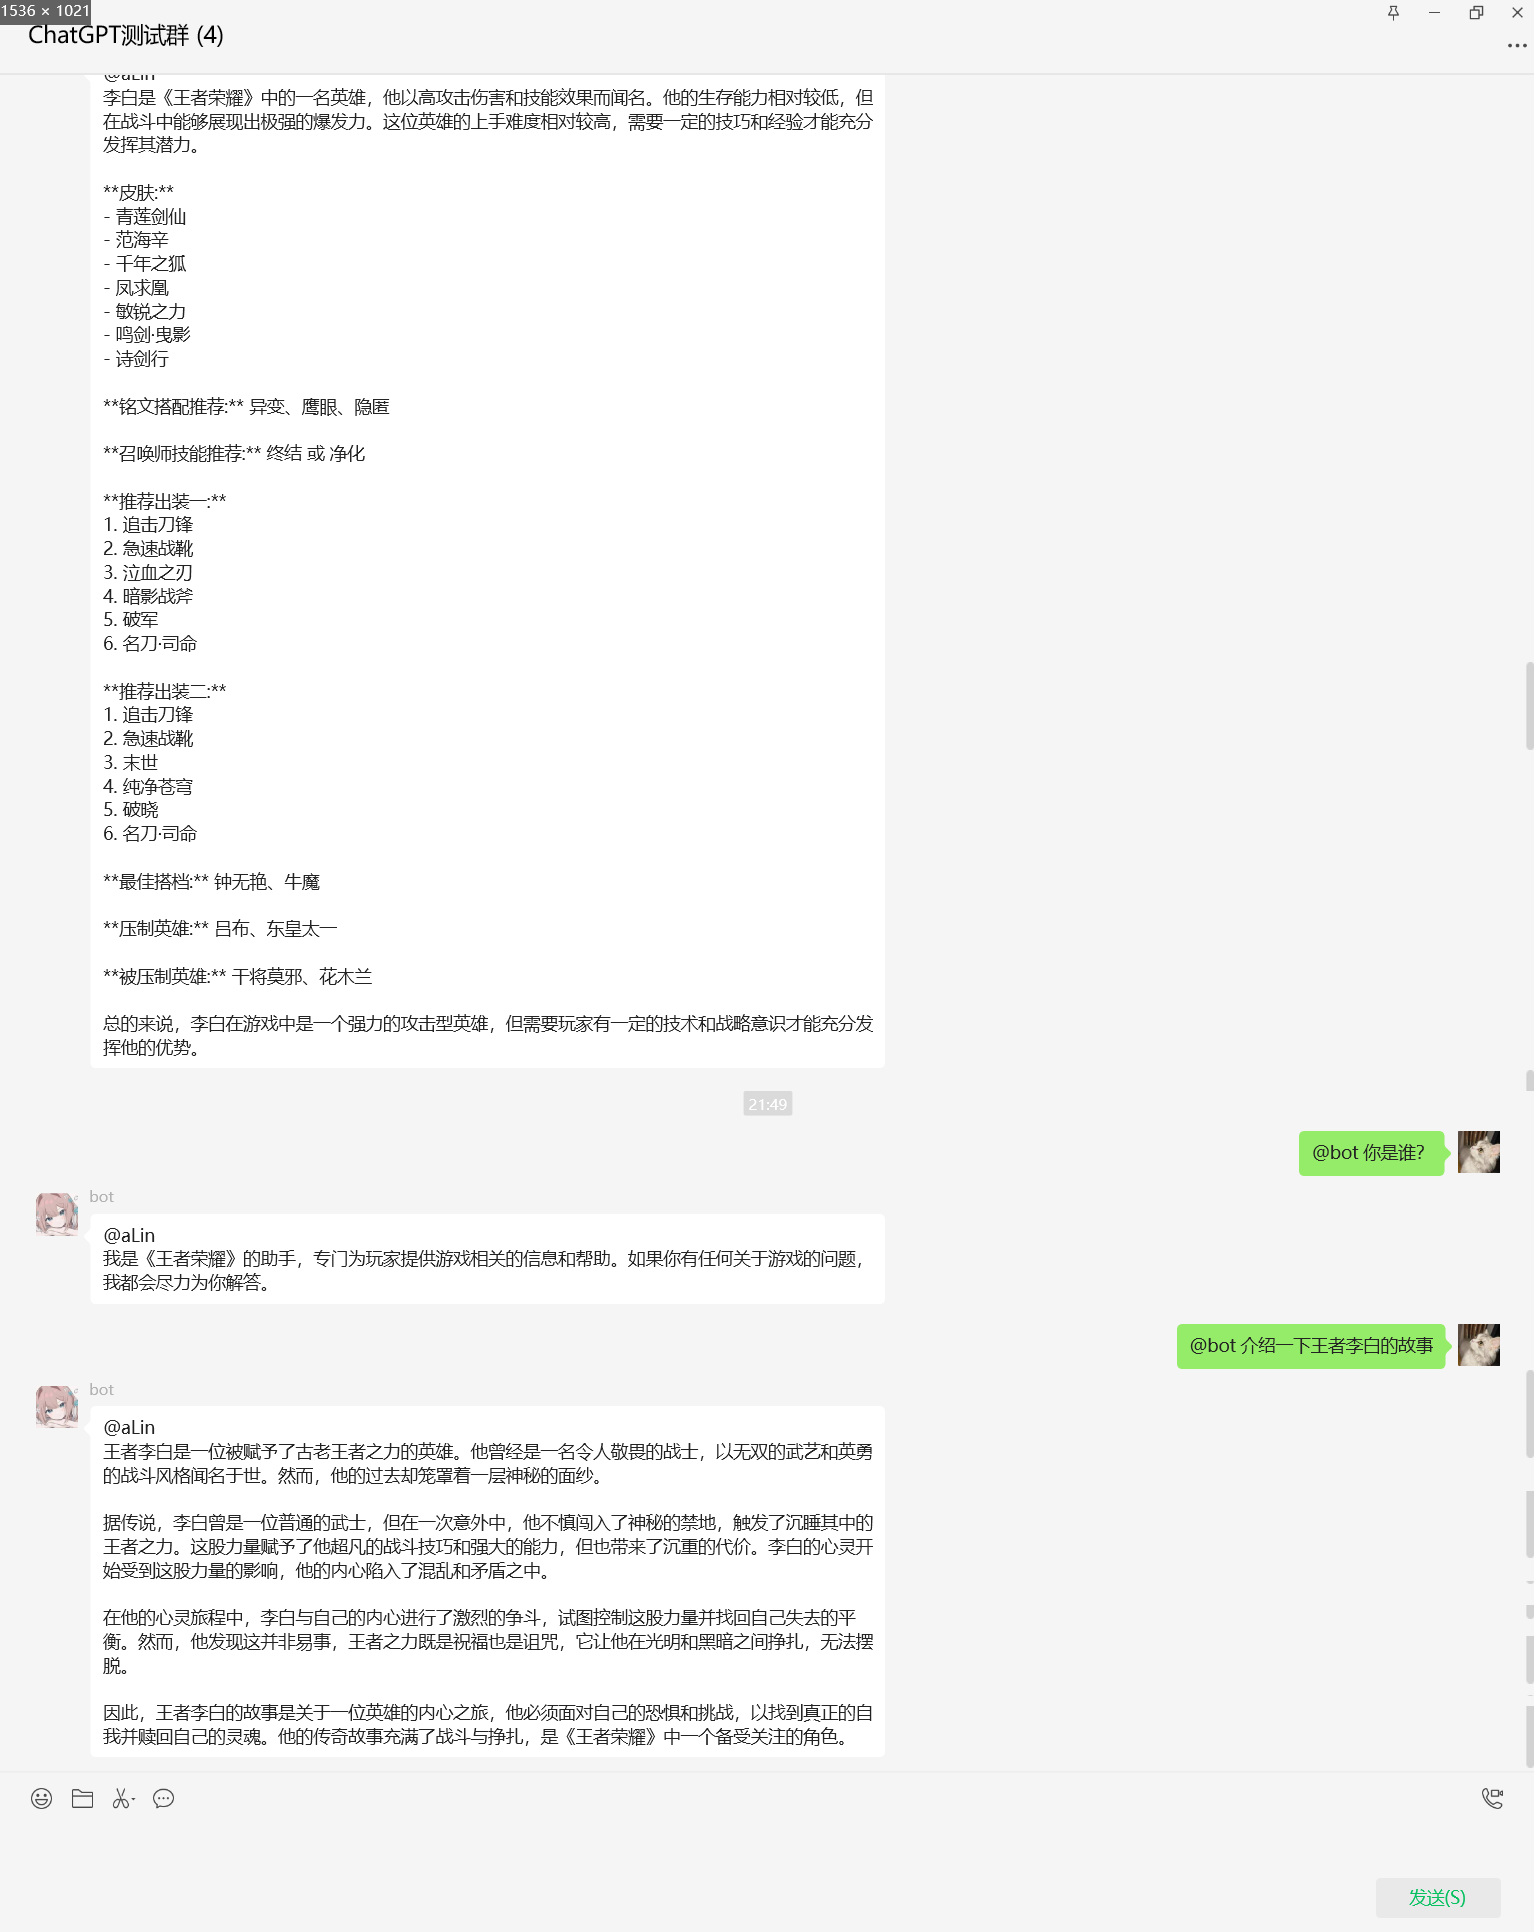 1536 × 1021
ChatGPT测试群 (4)
@aLin
李白是《王者荣耀》中的一名英雄，他以高攻击伤害和技能效果而闻名。他的生存能力相对较低，但
在战斗中能够展现出极强的爆发力。这位英雄的上手难度相对较高，需要一定的技巧和经验才能充分
发挥其潜力。
**皮肤:**
- 青莲剑仙
- 范海辛
- 千年之狐
- 凤求凰
- 敏锐之力
- 鸣剑·曳影
- 诗剑行
**铭文搭配推荐:** 异变、鹰眼、隐匿
**召唤师技能推荐:** 终结 或 净化
**推荐出装一:**
1. 追击刀锋
2. 急速战靴
3. 泣血之刃
4. 暗影战斧
5. 破军
6. 名刀·司命
**推荐出装二:**
1. 追击刀锋
2. 急速战靴
3. 末世
4. 纯净苍穹
5. 破晓
6. 名刀·司命
**最佳搭档:** 钟无艳、牛魔
**压制英雄:** 吕布、东皇太一
**被压制英雄:** 干将莫邪、花木兰
总的来说，李白在游戏中是一个强力的攻击型英雄，但需要玩家有一定的技术和战略意识才能充分发
挥他的优势。
21:49
@bot 你是谁?
bot
@aLin
我是《王者荣耀》的助手，专门为玩家提供游戏相关的信息和帮助。如果你有任何关于游戏的问题，
我都会尽力为你解答。
@bot 介绍一下王者李白的故事
bot
@aLin
王者李白是一位被赋予了古老王者之力的英雄。他曾经是一名令人敬畏的战士，以无双的武艺和英勇
的战斗风格闻名于世。然而，他的过去却笼罩着一层神秘的面纱。
据传说，李白曾是一位普通的武士，但在一次意外中，他不慎闯入了神秘的禁地，触发了沉睡其中的
王者之力。这股力量赋予了他超凡的战斗技巧和强大的能力，但也带来了沉重的代价。李白的心灵开
始受到这股力量的影响，他的内心陷入了混乱和矛盾之中。
在他的心灵旅程中，李白与自己的内心进行了激烈的争斗，试图控制这股力量并找回自己失去的平
衡。然而，他发现这并非易事，王者之力既是祝福也是诅咒，它让他在光明和黑暗之间挣扎，无法摆
脱。
因此，王者李白的故事是关于一位英雄的内心之旅，他必须面对自己的恐惧和挑战，以找到真正的自
我并赎回自己的灵魂。他的传奇故事充满了战斗与挣扎，是《王者荣耀》中一个备受关注的角色。
发送(S)